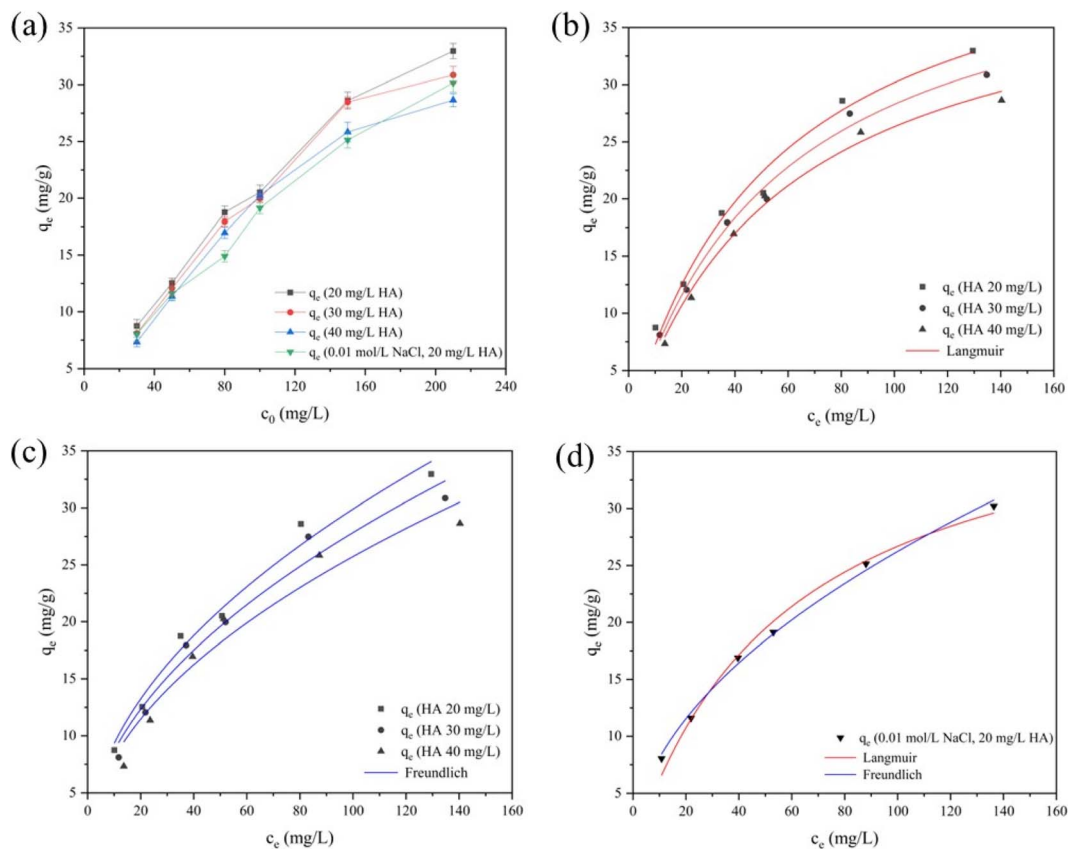 (a)
35
30
25
20
15
10
5
qe (mg/g)
0 40 80 120 160 200 240
c0 (mg/L)
qe (20 mg/L HA)
qe (30 mg/L HA)
qe (40 mg/L HA)
qe (0.01 mol/L NaCl, 20 mg/L HA)
(b)
35
30
25
20
15
10
5
qe (mg/g)
0 20 40 60 80 100 120 140 160
ce (mg/L)
qe (HA 20 mg/L)
qe (HA 30 mg/L)
qe (HA 40 mg/L)
Langmuir
(c)
35
30
25
20
15
10
5
qe (mg/g)
0 20 40 60 80 100 120 140 160
ce (mg/L)
qe (HA 20 mg/L)
qe (HA 30 mg/L)
qe (HA 40 mg/L)
Freundlich
(d)
35
30
25
20
15
10
5
qe (mg/g)
0 20 40 60 80 100 120 140 160
ce (mg/L)
qe (0.01 mol/L NaCl, 20 mg/L HA)
Langmuir
Freundlich